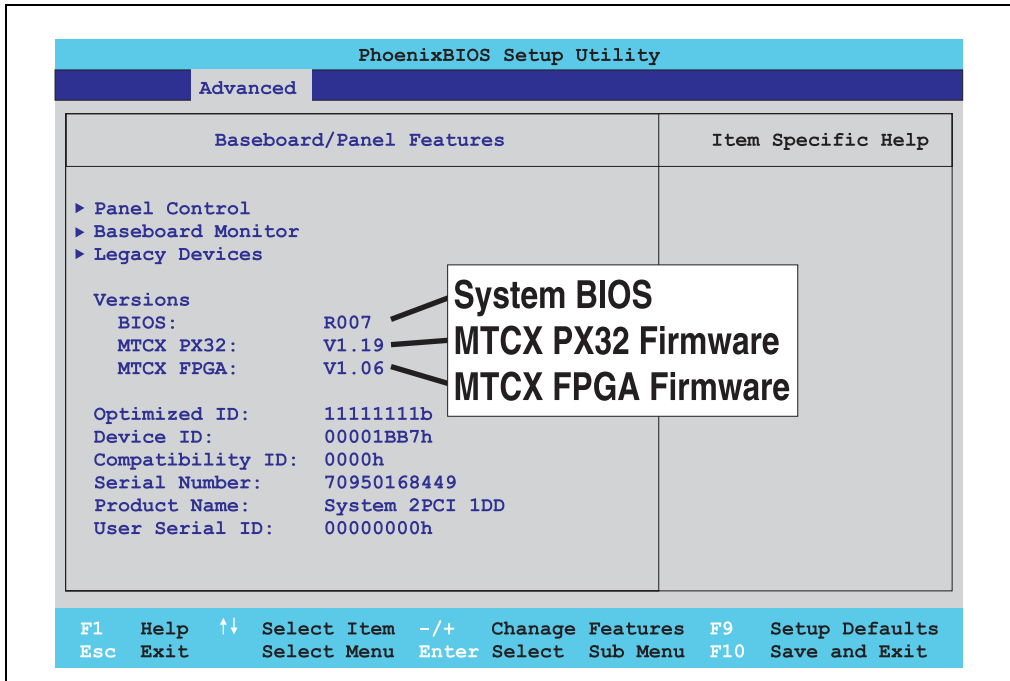 PhoenixBIOS Setup Utility
Advanced
Baseboard/Panel Features
Item Specific Help
Panel Control
Baseboard Monitor
Legacy Devices
Versions
BIOS: R007
MTCX PX32: V1.19
MTCX FPGA: V1.06
System BIOS
MTCX PX32 Firmware
MTCX FPGA Firmware
Optimized ID: 11111111b
Device ID: 00001BB7h
Compatibility ID: 0000h
Serial Number: 70950168449
Product Name: System 2PCI 1DD
User Serial ID: 00000000h
F1 Help ↑↓ Select Item -/+ Chanage Features F9 Setup Defaults
Esc Exit Select Menu Enter Select Sub Menu F10 Save and Exit